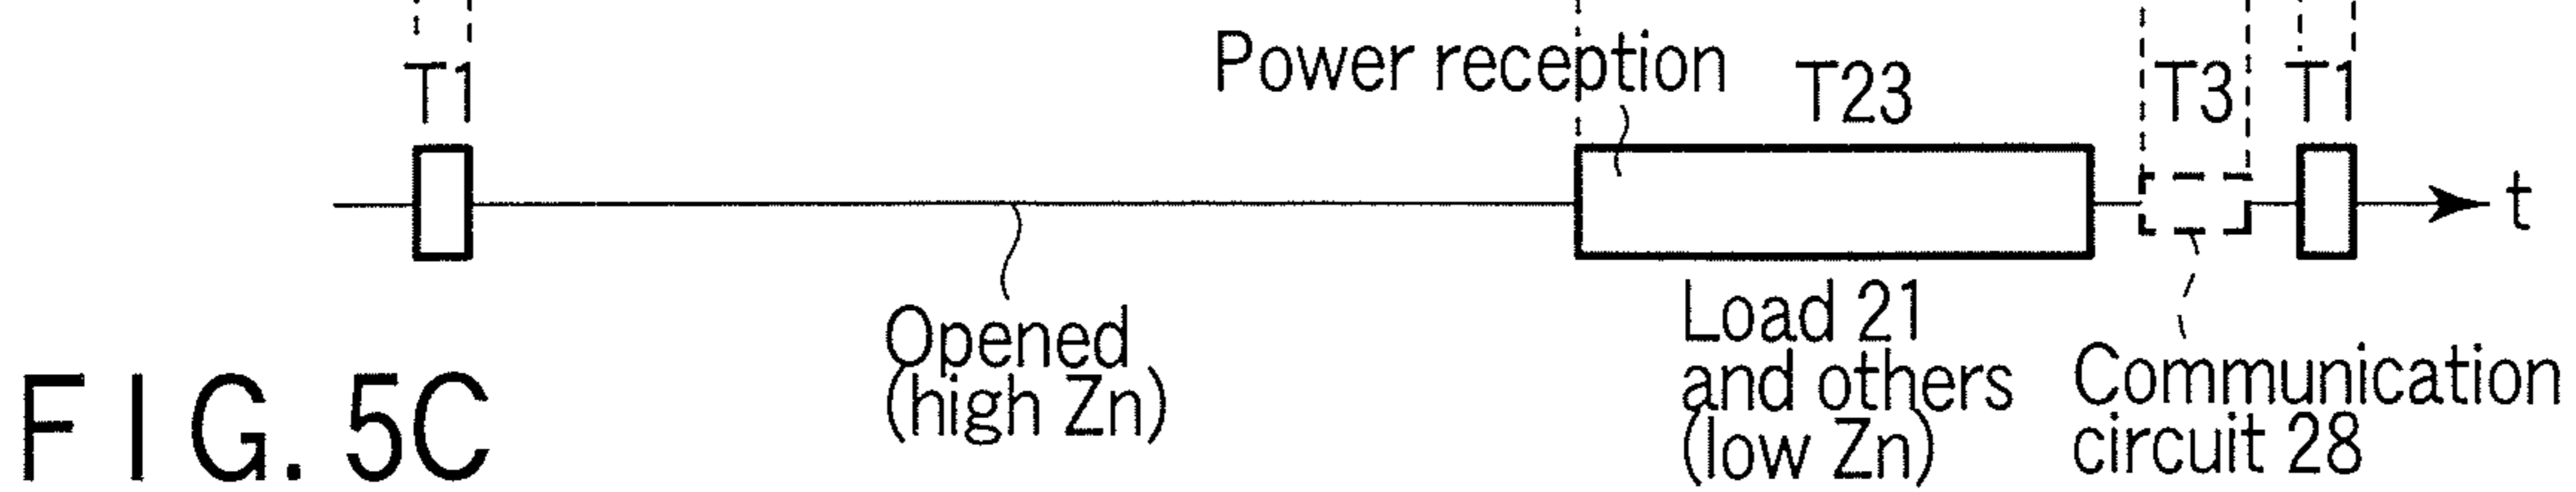 Power reception
T1
T23
T3
T1
t
Opened
(high Zn)
Load 21
and others
(low Zn)
Communication
circuit 28
FIG. 5C